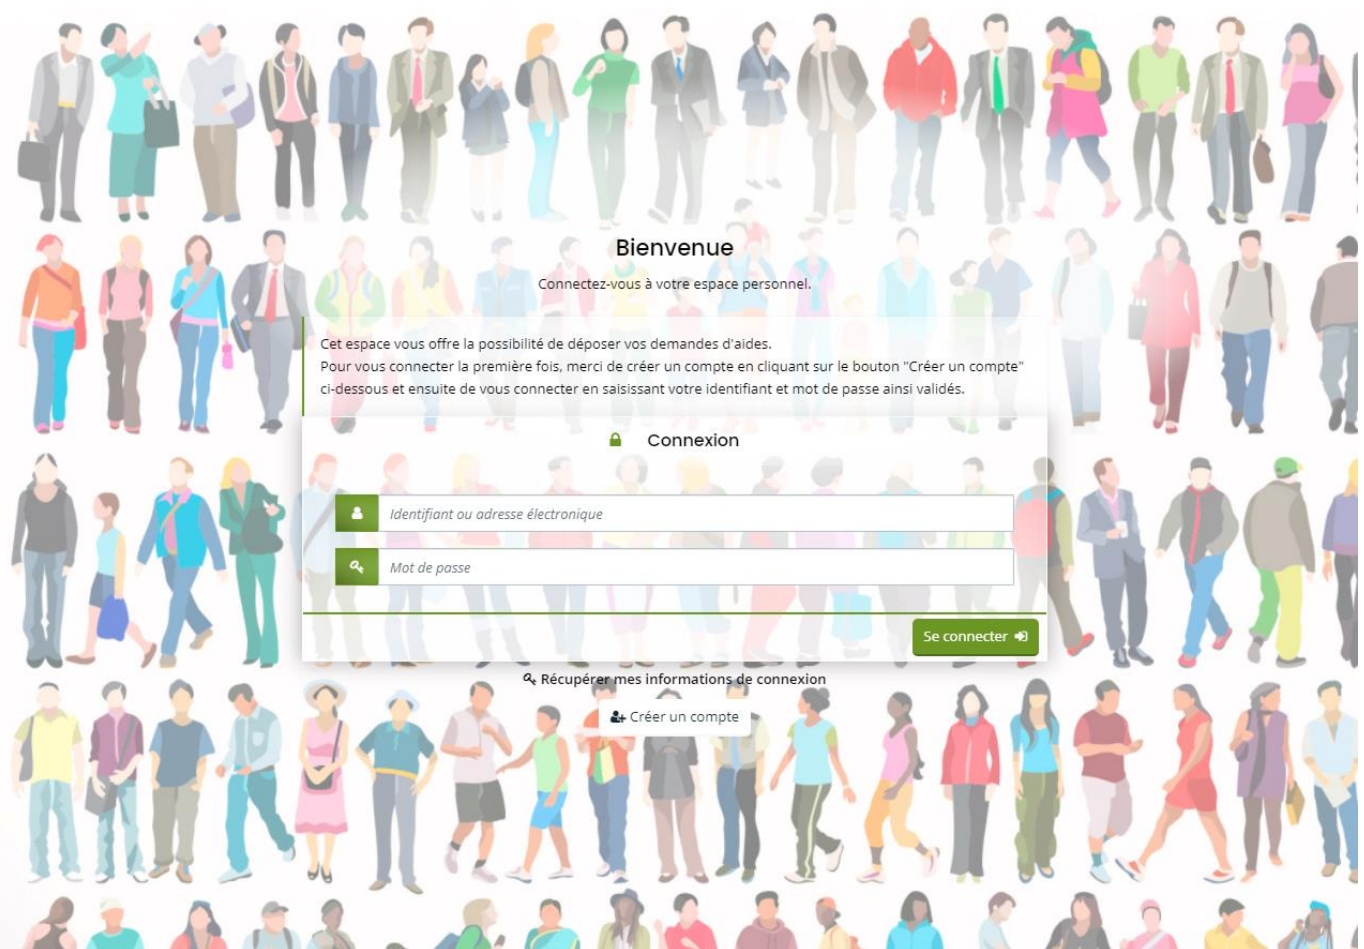 Bienvenue
Connectez-vous à votre espace personnel.
Cet espace vous offre la possibilité de déposer vos demandes d'aides.
Pour vous connecter la première fois, merci de créer un compte en cliquant sur le bouton "Créer un compte"
ci-dessous et ensuite de vous connecter en saisissant votre identifiant et mot de passe ainsi validés.
Connexion
Identifiant ou adresse électronique
Mot de passe
Se connecter
Récupérer mes informations de connexion
Créer un compte